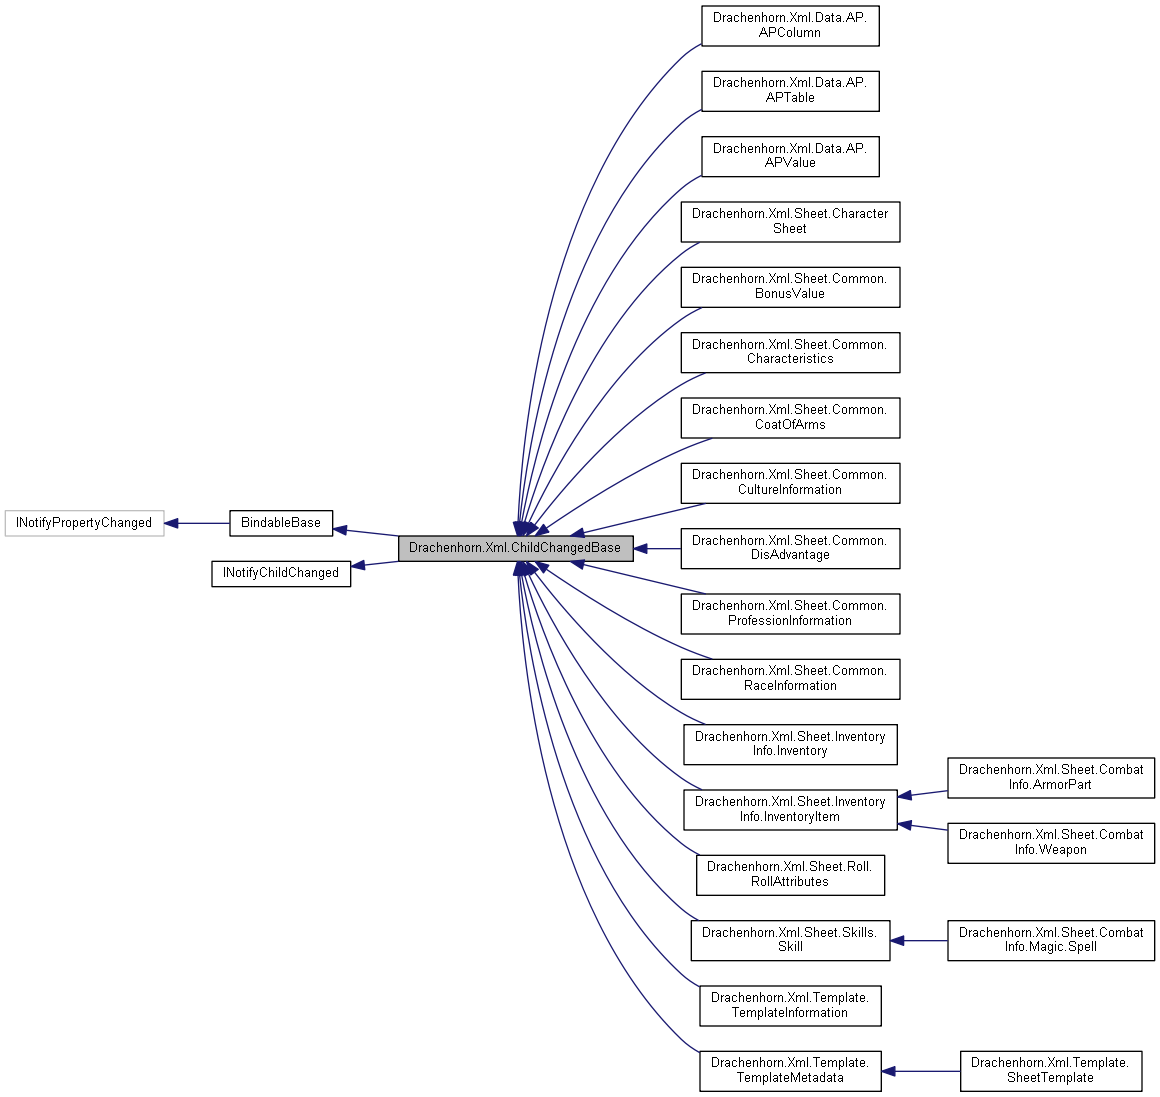 Drachenhorn.Xml.Data.AP.
APColumn
Drachenhorn.Xml.Data.AP.
APTable
Drachenhorn.Xml.Data.AP.
APValue
Drachenhorn.Xml.Sheet.Character
Sheet
Drachenhorn.Xml.Sheet.Common.
BonusValue
Drachenhorn.Xml.Sheet.Common.
Characteristics
Drachenhorn.Xml.Sheet.Common.
CoatOfArms
Drachenhorn.Xml.Sheet.Common.
CultureInformation
INotifyPropertyChanged
BindableBase
INotifyChildChanged
Drachenhorn.Xml.ChildChangedBase
Drachenhorn.Xml.Sheet.Common.
DisAdvantage
Drachenhorn.Xml.Sheet.Common.
ProfessionInformation
Drachenhorn.Xml.Sheet.Common.
RaceInformation
Drachenhorn.Xml.Sheet.Inventory
Info.Inventory
Drachenhorn.Xml.Sheet.Inventory
Info.InventoryItem
Drachenhorn.Xml.Sheet.Combat
Info.ArmorPart
Drachenhorn.Xml.Sheet.Combat
Info.Weapon
Drachenhorn.Xml.Sheet.Roll.
RollAttributes
Drachenhorn.Xml.Sheet.Skills.
Skill
Drachenhorn.Xml.Sheet.Combat
Info.Magic.Spell
Drachenhorn.Xml.Template.
TemplateInformation
Drachenhorn.Xml.Template.
TemplateMetadata
Drachenhorn.Xml.Template.
SheetTemplate